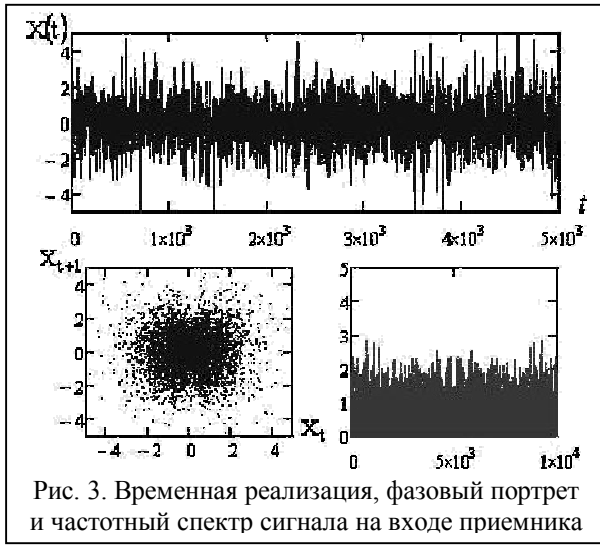 X(t)
4
2
0
−2
−4
0 1×10³ 2×10³ 3×10³ 4×10³ 5×10³
t
X_{t+1}
4
2
0
−2
−4
−4 −2 0 2 4
X_t
5
4
3
2
1
0
0 5×10³ 1×10⁴
Рис. 3. Временная реализация, фазовый портрет
и частотный спектр сигнала на входе приемника